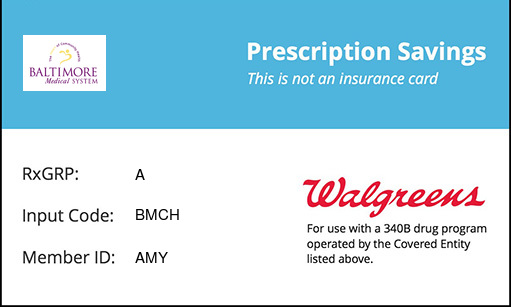 BALTIMORE
Medical SYSTEM
Prescription Savings
This is not an insurance card
RxGRP: A
Input Code: BMCH
Member ID: AMY
Walgreens
For use with a 340B drug program
operated by the Covered Entity
listed above.